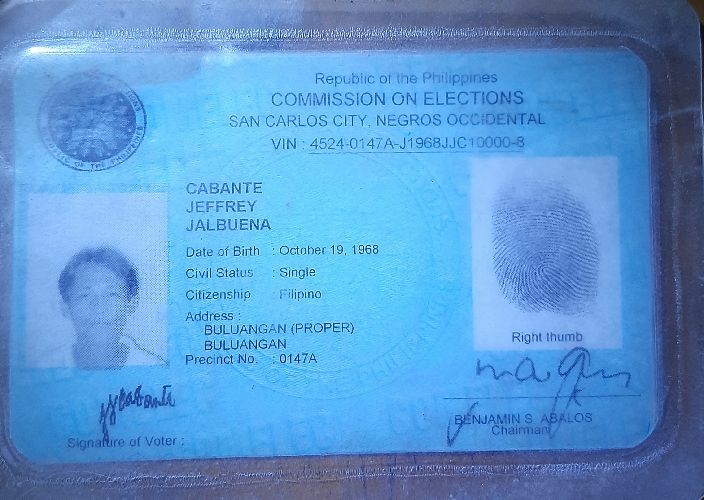 Republic of the Philippines
COMMISSION ON ELECTIONS
SAN CARLOS CITY, NEGROS OCCIDENTAL
VIN : 4524-0147A-J1968JJC10000-8
CABANTE
JEFFREY
JALBUENA
Date of Birth : October 19, 1968
Civil Status : Single
Citizenship : Filipino
Address :
BULUANGAN (PROPER)
BULUANGAN
Precinct No. : 0147A
Right thumb
BENJAMIN S. ABALOS
Chairman
Signature of Voter :